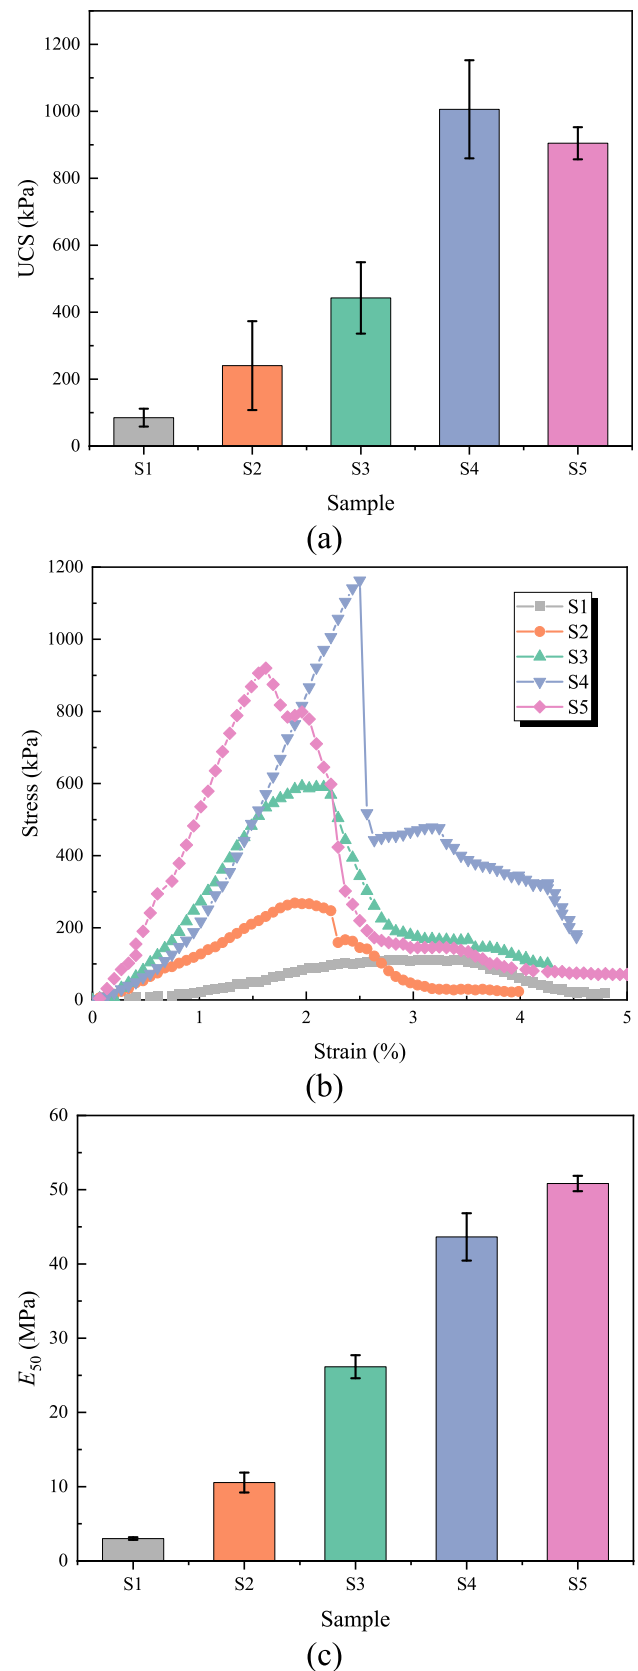 1200
1000
800
600
400
200
0
UCS (kPa)
S1 S2 S3 S4 S5
Sample
(a)
1200
1000
800
600
400
200
0
Stress (kPa)
S1
S2
S3
S4
S5
0 1 2 3 4 5
Strain (%)
(b)
60
50
40
30
20
10
0
E50 (MPa)
S1 S2 S3 S4 S5
Sample
(c)